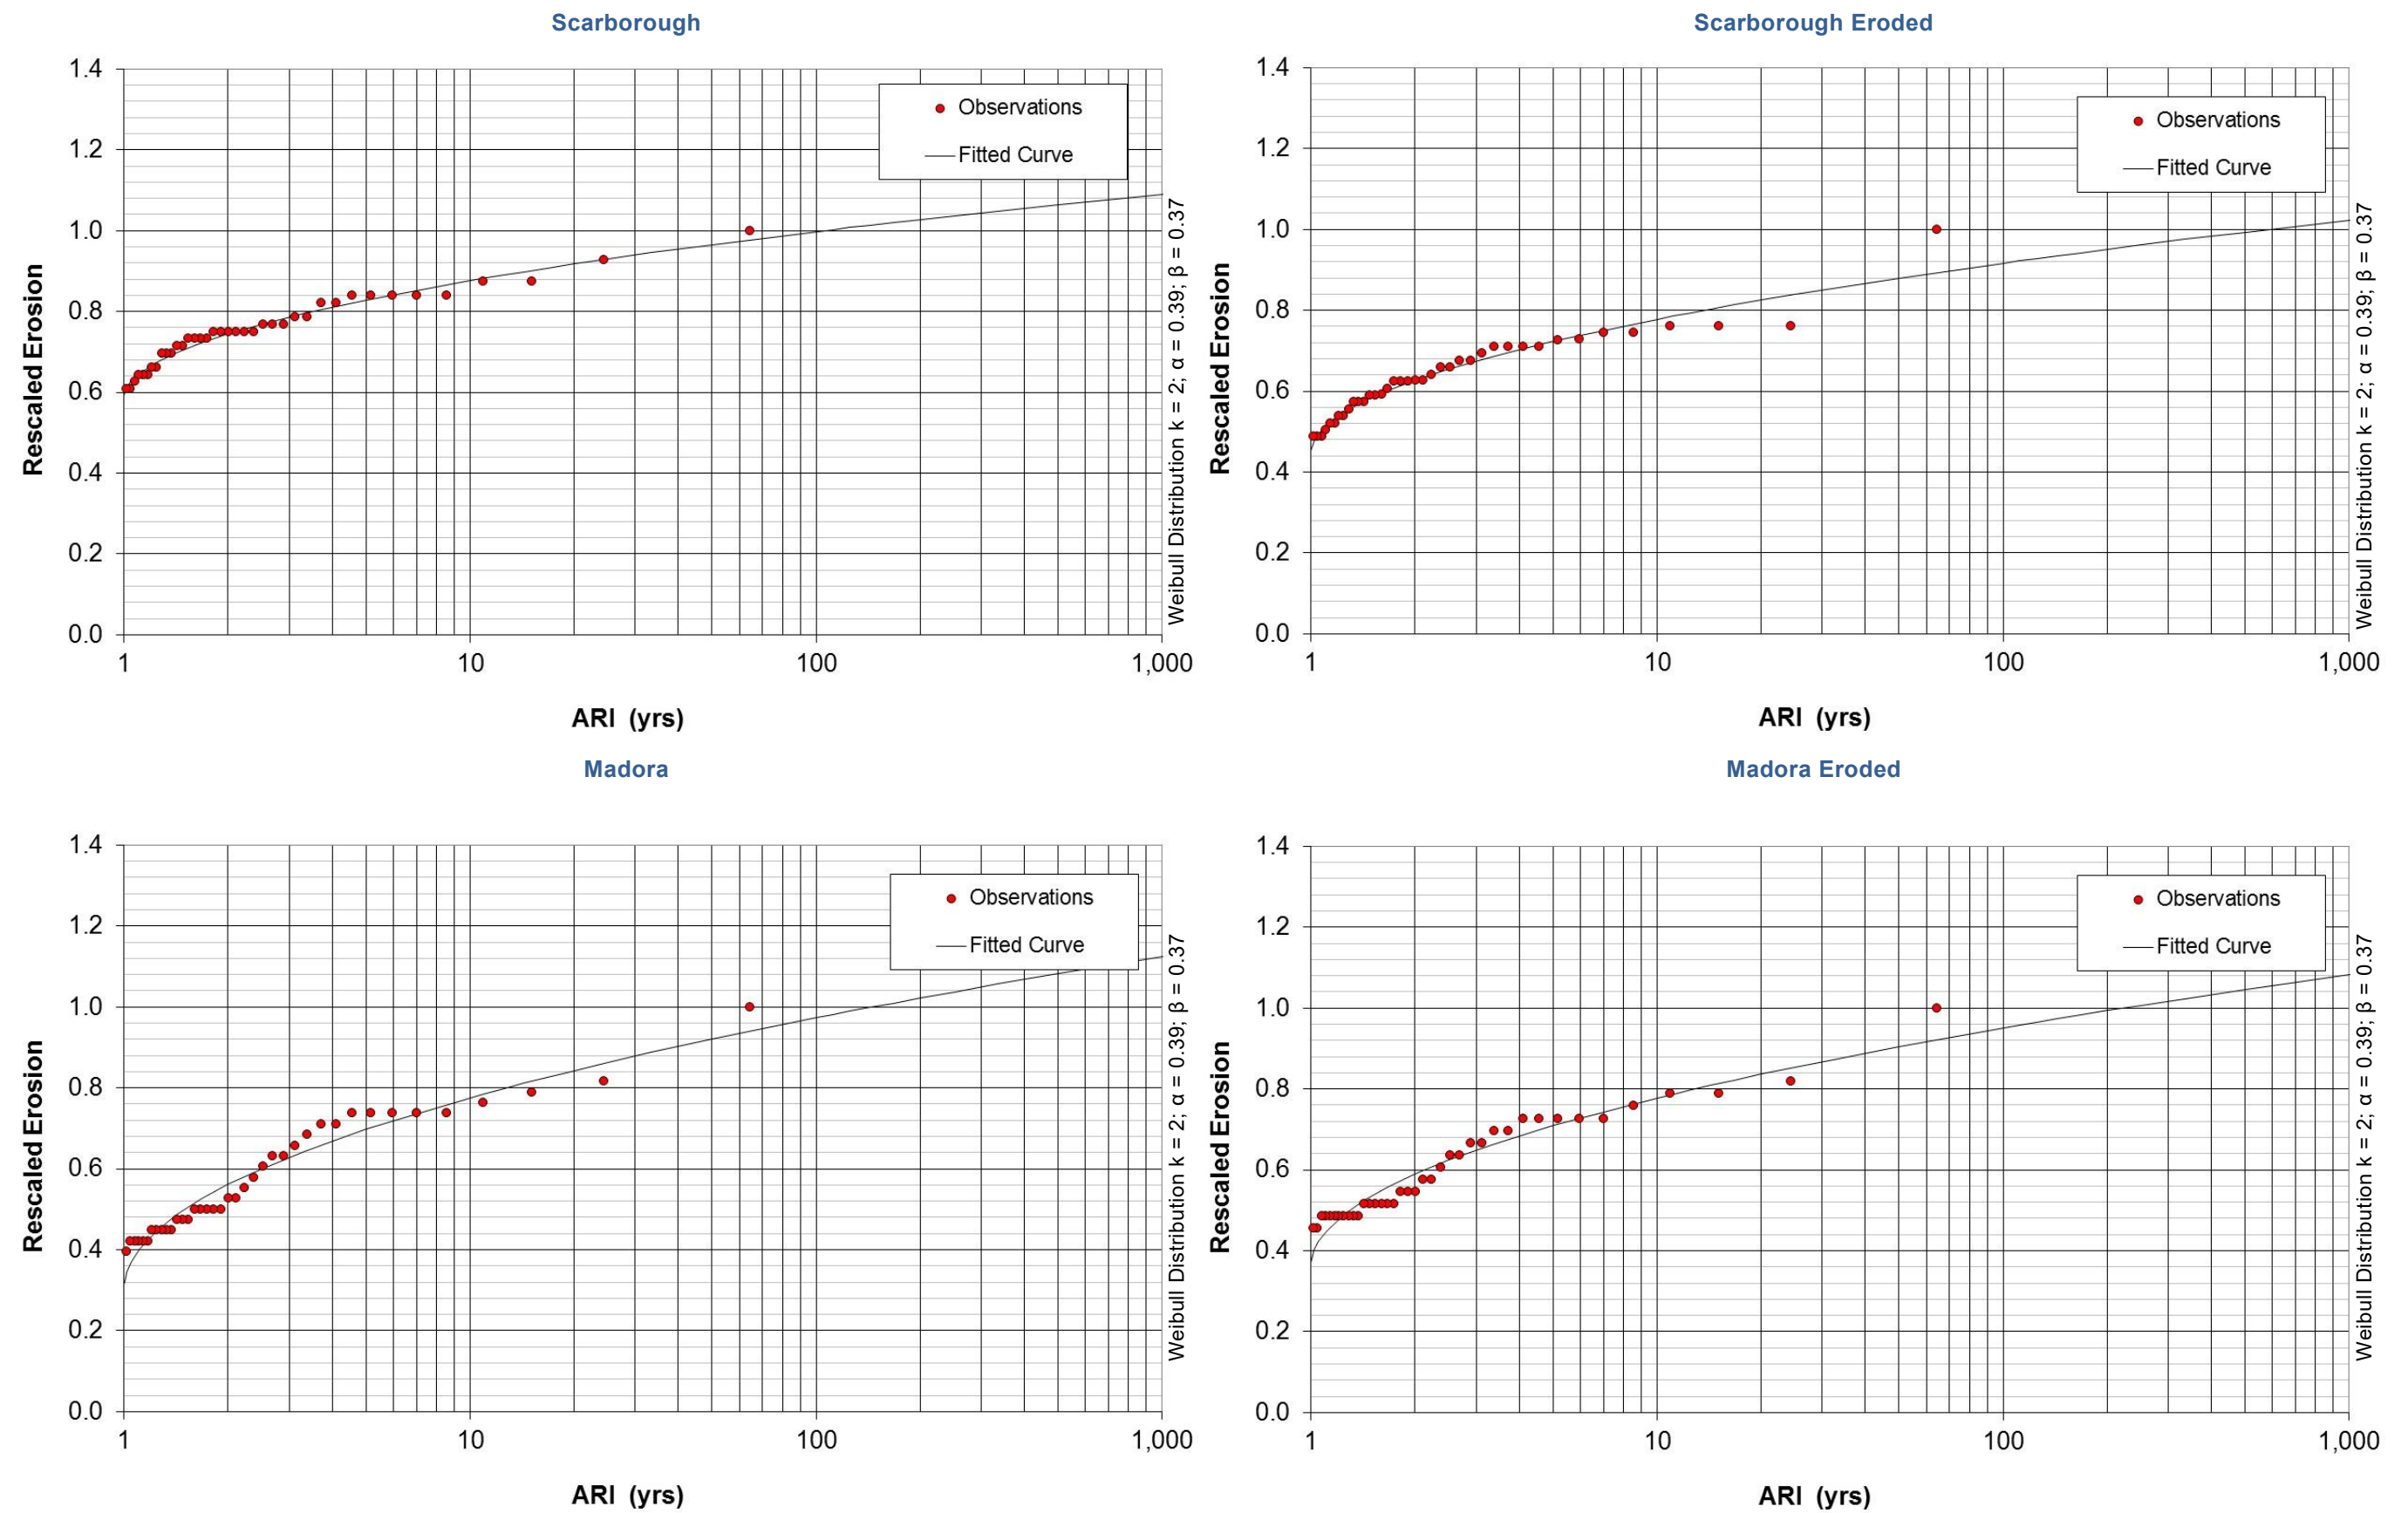 Scarborough
1.4
1.2
1.0
0.8
0.6
0.4
0.2
0.0
Rescaled Erosion
Observations
Fitted Curve
Weibull Distribution k = 2; α = 0.39; β = 0.37
1 10 100 1,000
ARI (yrs)
Scarborough Eroded
1.4
1.2
1.0
0.8
0.6
0.4
0.2
0.0
Rescaled Erosion
Observations
Fitted Curve
Weibull Distribution k = 2; α = 0.39; β = 0.37
1 10 100 1,000
ARI (yrs)
Madora
1.4
1.2
1.0
0.8
0.6
0.4
0.2
0.0
Rescaled Erosion
Observations
Fitted Curve
Weibull Distribution k = 2; α = 0.39; β = 0.37
1 10 100 1,000
ARI (yrs)
Madora Eroded
1.4
1.2
1.0
0.8
0.6
0.4
0.2
0.0
Rescaled Erosion
Observations
Fitted Curve
Weibull Distribution k = 2; α = 0.39; β = 0.37
1 10 100 1,000
ARI (yrs)